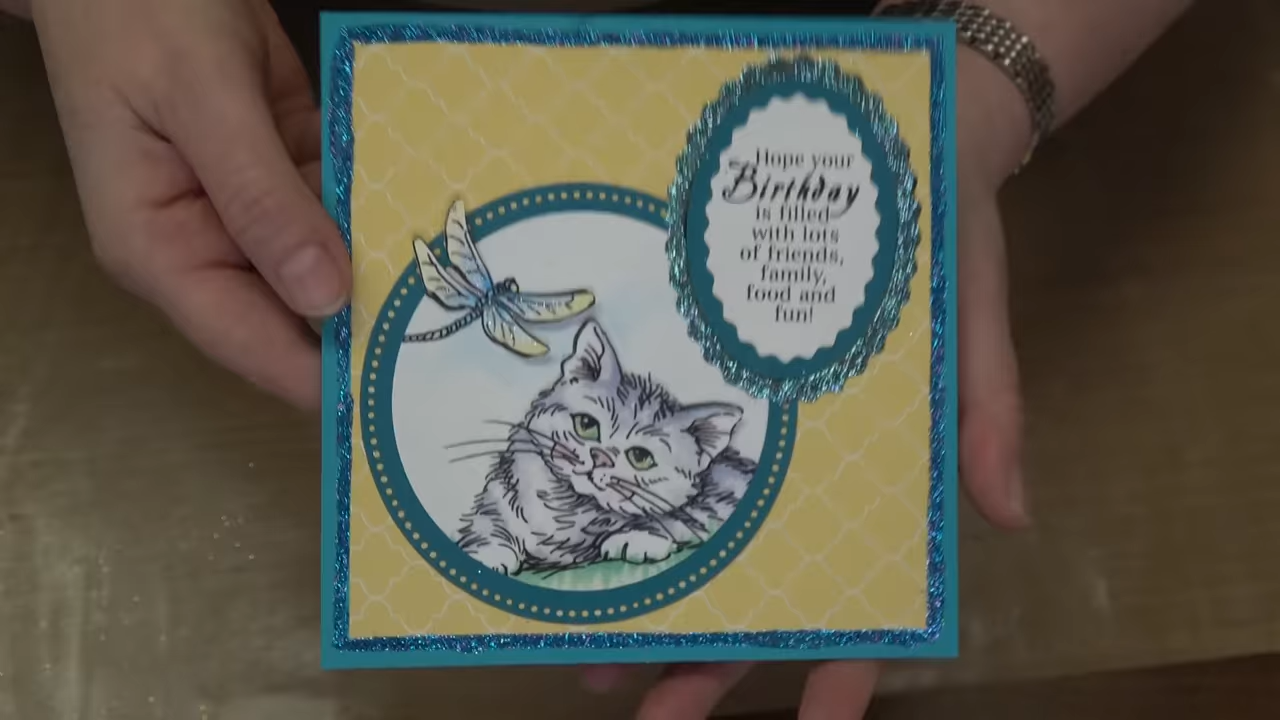 Hope your
Birthday
is filled
with lots
of friends,
family,
food and
fun!